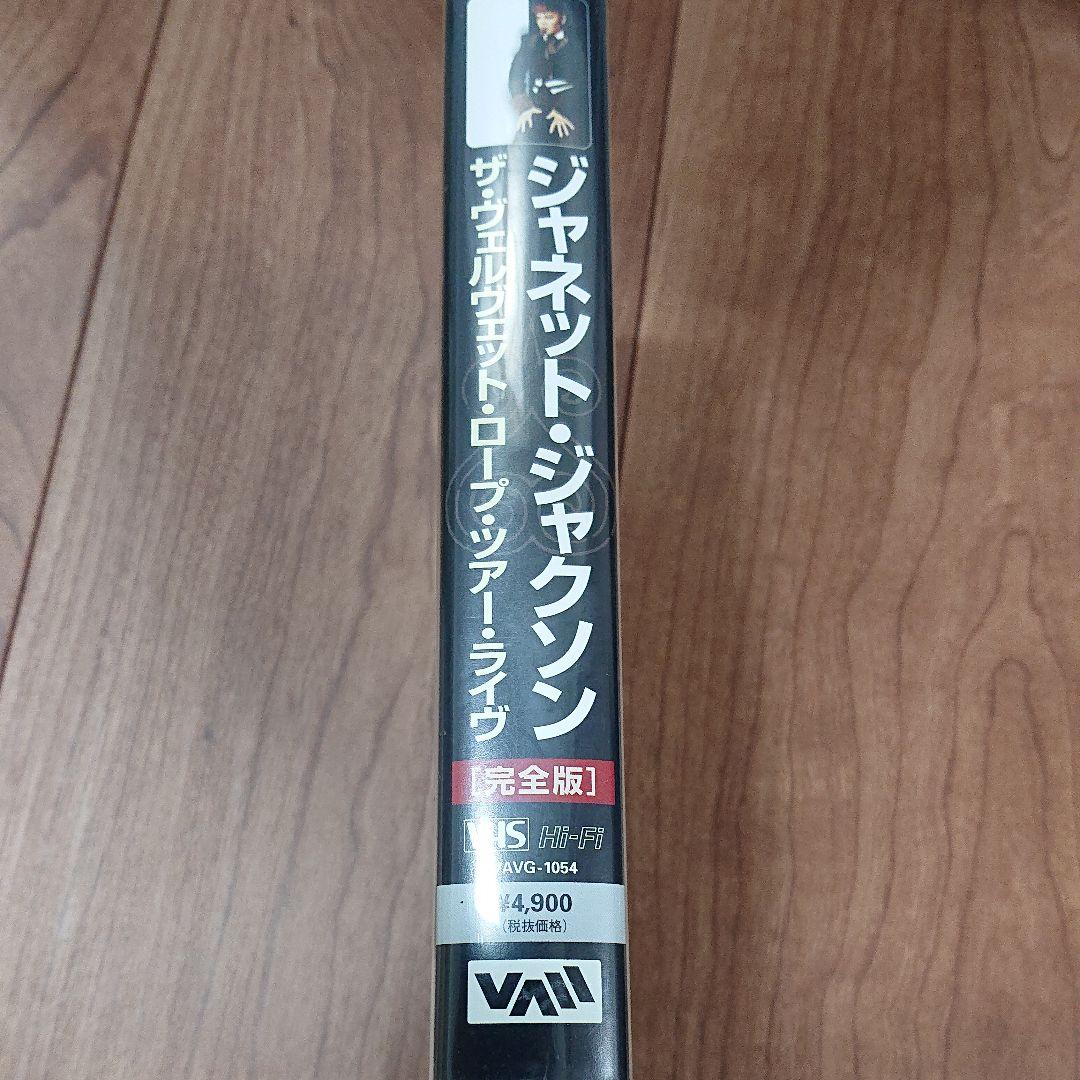 ジャネット・ジャクソン
ザ・ヴェルヴェット・ロープ・ツアー・ライヴ
[完全版]
VHS Hi-Fi
VAVG-1054
¥4,900
(税抜価格)
VAW